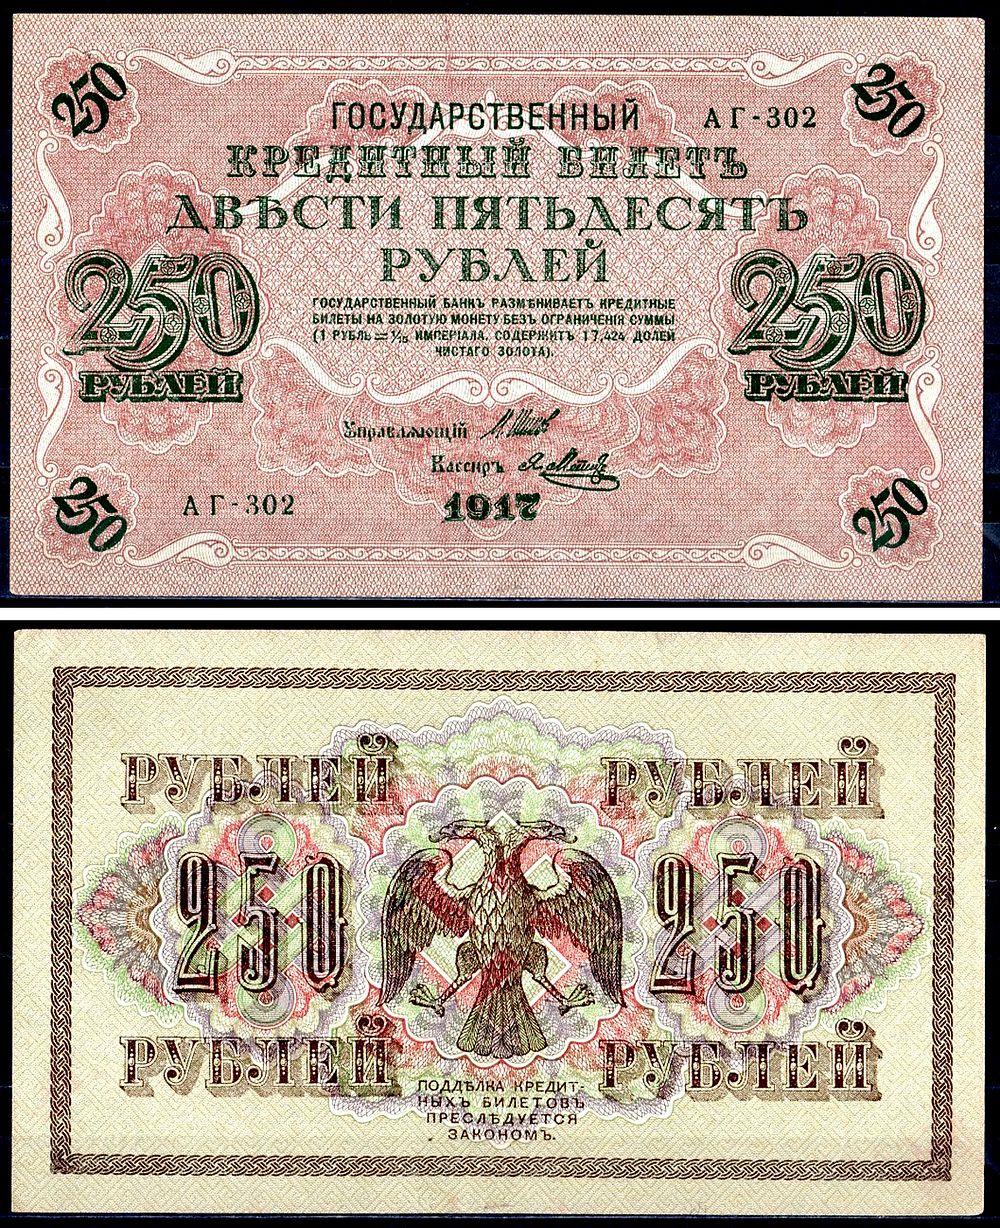 250
250
ГОСУДАРСТВЕННЫЙ
АГ-302
КРЕДИТНЫЙ БИЛЕТЪ
ДВѢСТИ ПЯТЬДЕСЯТЪ
РУБЛЕЙ
250
РУБЛЕЙ
250
РУБЛЕЙ
ГОСУДАРСТВЕННЫЙ БАНКЪ РАЗМѢНИВАЕТЪ КРЕДИТНЫЕ
БИЛЕТЫ НА ЗОЛОТУЮ МОНЕТУ БЕЗЪ ОГРАНИЧЕНІЯ СУММЫ
(1 РУБЛЬ = 1/15 ИМПЕРІАЛА, СОДЕРЖИТЪ 17,424 ДОЛЕЙ
ЧИСТАГО ЗОЛОТА).
Управляющій
Кассиръ
1917
АГ-302
250
250
РУБЛЕЙ
РУБЛЕЙ
250
250
РУБЛЕЙ
РУБЛЕЙ
ПОДДѢЛКА КРЕДИТ-
НЫХЪ БИЛЕТОВЪ
ПРЕСЛѢДУЕТСЯ
ЗАКОНОМЪ.